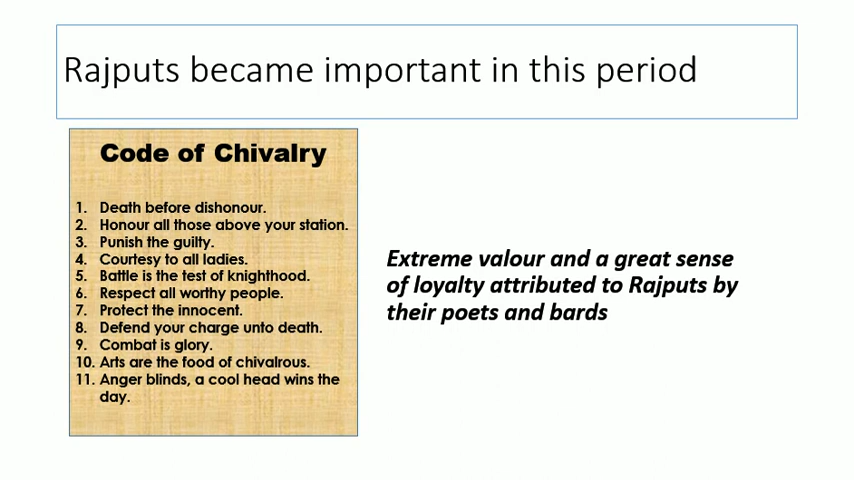 Rajputs became important in this period
Code of Chivalry
1. Death before dishonour.
2. Honour all those above your station.
3. Punish the guilty.
4. Courtesy to all ladies.
5. Battle is the test of knighthood.
6. Respect all worthy people.
7. Protect the innocent.
8. Defend your charge unto death.
9. Combat is glory.
10. Arts are the food of chivalrous.
11. Anger blinds, a cool head wins the
day.
Extreme valour and a great sense
of loyalty attributed to Rajputs by
their poets and bards